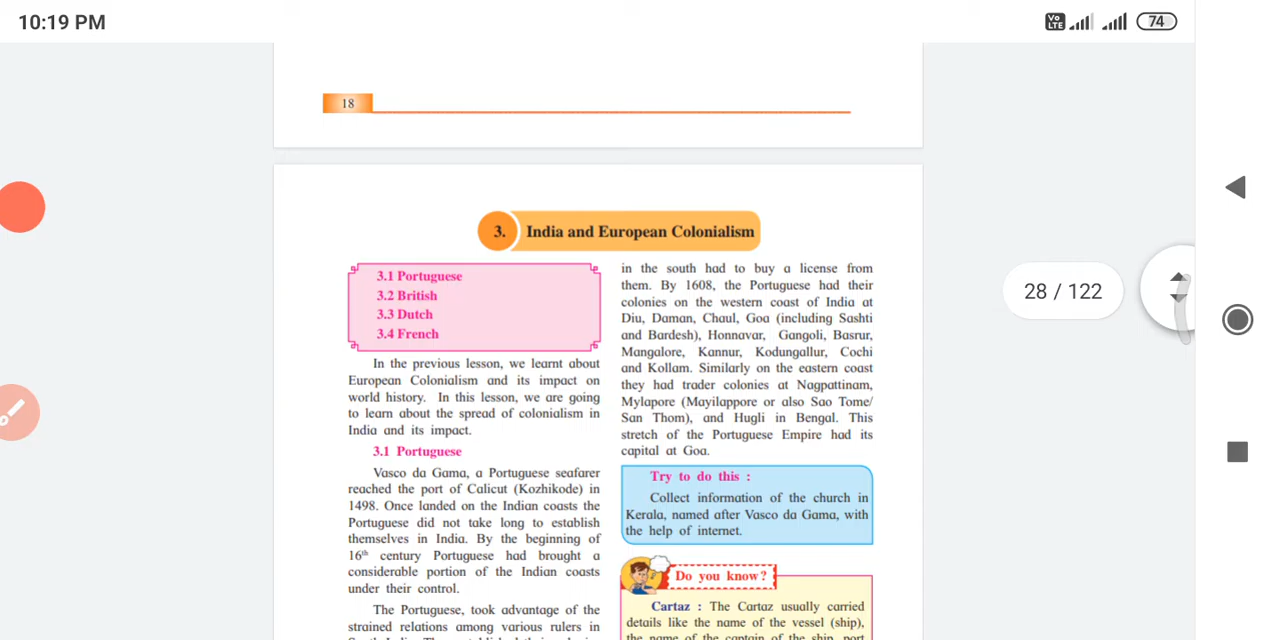 10:19 PM
Vo
LTE
74
18
3. India and European Colonialism
3.1 Portuguese
3.2 British
3.3 Dutch
3.4 French
In the previous lesson, we learnt about
European Colonialism and its impact on
world history. In this lesson, we are going
to learn about the spread of colonialism in
India and its impact.
3.1 Portuguese
Vasco da Gama, a Portuguese seafarer
reached the port of Calicut (Kozhikode) in
1498. Once landed on the Indian coasts the
Portuguese did not take long to establish
themselves in India. By the beginning of
16th century Portuguese had brought a
considerable portion of the Indian coasts
under their control.
The Portuguese, took advantage of the
strained relations among various rulers in
in the south had to buy a license from
them. By 1608, the Portuguese had their
colonies on the western coast of India at
Diu, Daman, Chaul, Goa (including Sashti
and Bardesh), Honnavar, Gangoli, Basrur,
Mangalore, Kannur, Kodungallur, Cochi
and Kollam. Similarly on the eastern coast
they had trader colonies at Nagpattinam,
Mylapore (Mayilappore or also Sao Tome/
San Thom), and Hugli in Bengal. This
stretch of the Portuguese Empire had its
capital at Goa.
Try to do this :
Collect information of the church in
Kerala, named after Vasco da Gama, with
the help of internet.
Do you know?
Cartaz : The Cartaz usually carried
details like the name of the vessel (ship),
the name of the captain of the ship, port
28 / 122